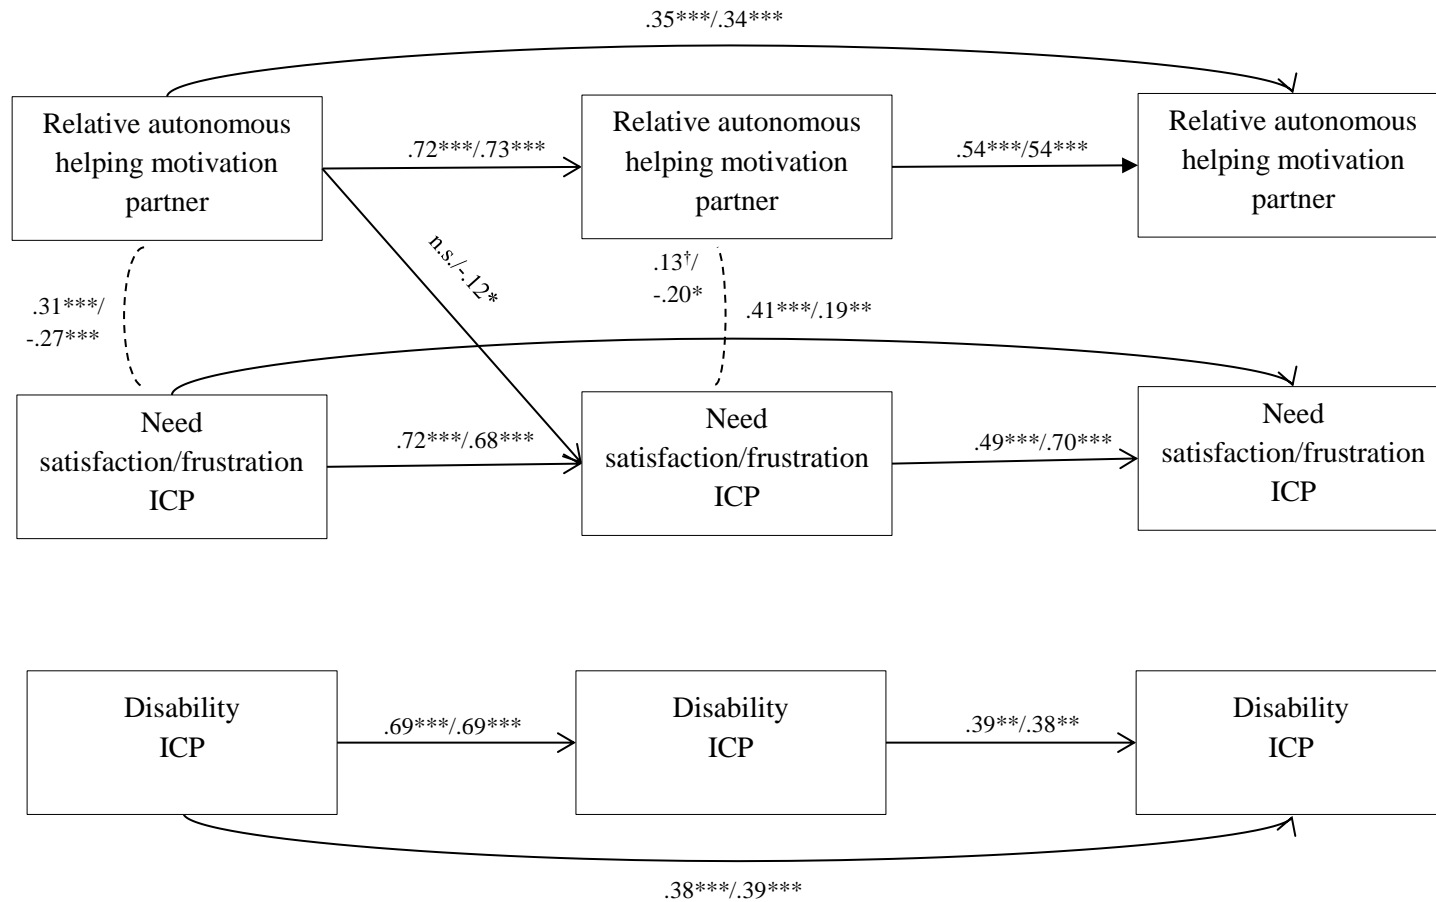 .35***/.34***
Relative autonomous
helping motivation
partner
.72***/.73***
Relative autonomous
helping motivation
partner
.54***/54***
Relative autonomous
helping motivation
partner
n.s./-.12*
.31***/
-.27***
.13†/
-.20*
.41***/.19**
Need
satisfaction/frustration
ICP
.72***/.68***
Need
satisfaction/frustration
ICP
.49***/.70***
Need
satisfaction/frustration
ICP
Disability
ICP
.69***/.69***
Disability
ICP
.39**/.38**
Disability
ICP
.38***/.39***